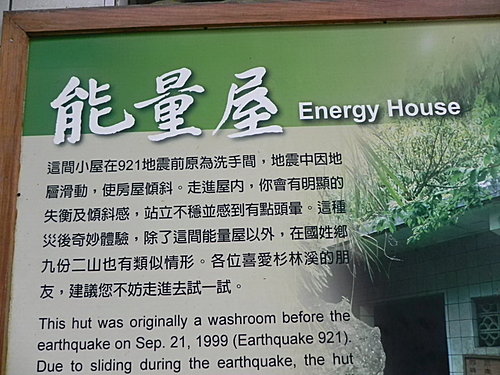 能量屋 Energy House
這間小屋在921地震前原為洗手間，地震中因地
層滑動，使房屋傾斜。走進屋內，你會有明顯的
失衡及傾斜感，站立不穩並感到有點頭暈。這種
災後奇妙體驗，除了這間能量屋以外，在國姓鄉
九份二山也有類似情形。各位喜愛杉林溪的朋
友，建議您不妨走進去試一試。
This hut was originally a washroom before the
earthquake on Sep. 21, 1999 (Earthquake 921).
Due to sliding during the earthquake, the hut